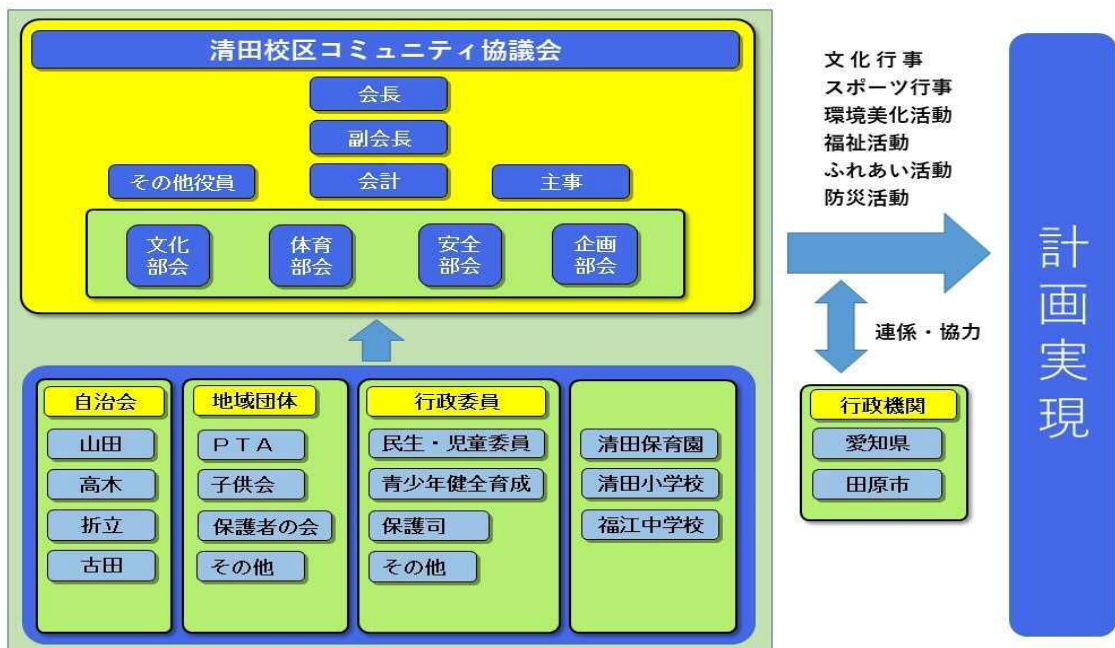 清田校区コミュニティ協議会
会長
副会長
その他役員
会計
主事
文化
部会
体育
部会
安全
部会
企画
部会
文化行事
スポーツ行事
環境美化活動
福祉活動
ふれあい活動
防災活動
連係・協力
計画実現
自治会
山田
高木
折立
古田
地域団体
PTA
子供会
保護者の会
その他
行政委員
民生・児童委員
青少年健全育成
保護司
その他
清田保育園
清田小学校
福江中学校
行政機関
愛知県
田原市